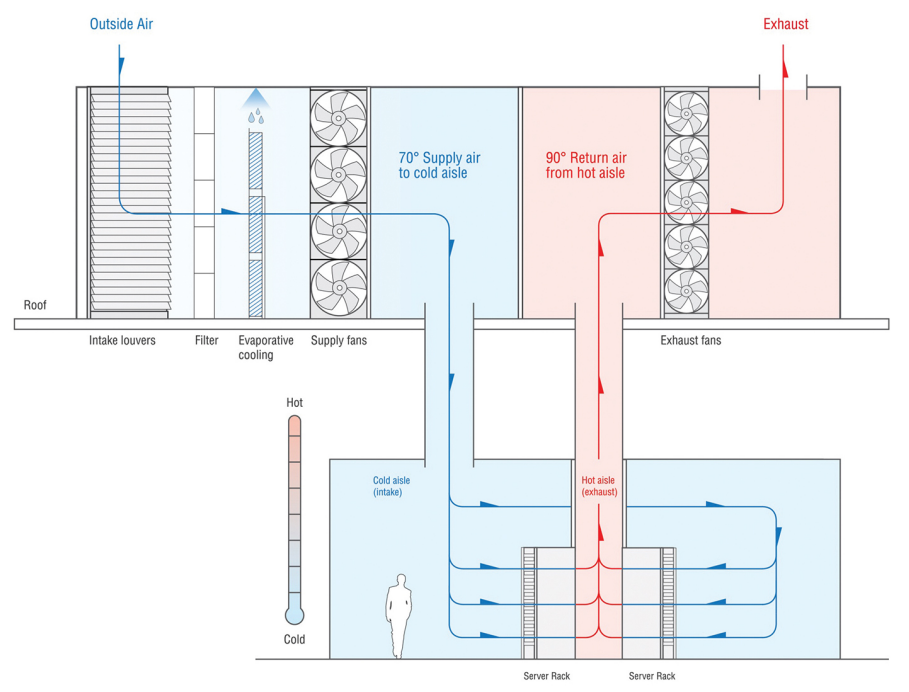 Outside Air
Exhaust
70° Supply air
to cold aisle
90° Return air
from hot aisle
Roof
Intake louvers
Filter
Evaporative
cooling
Supply fans
Exhaust fans
Hot
Cold aisle
(intake)
Hot aisle
(exhaust)
Cold
Server Rack
Server Rack